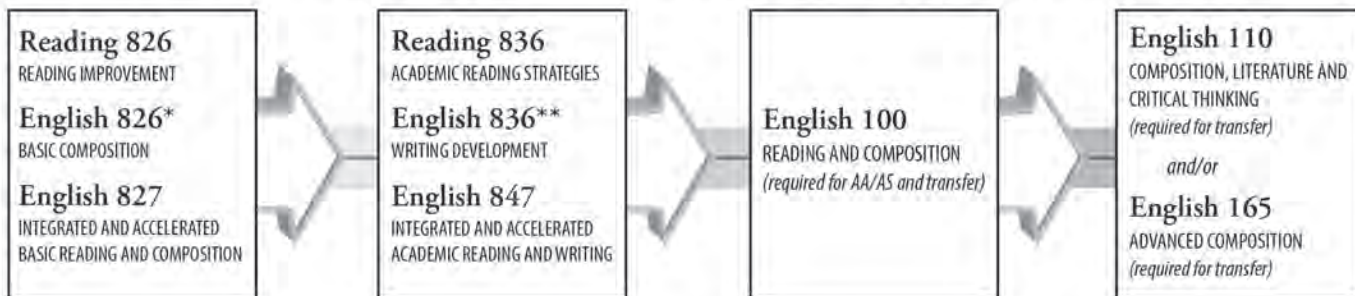 Reading 826
READING IMPROVEMENT
English 826*
BASIC COMPOSITION
English 827
INTEGRATED AND ACCELERATED
BASIC READING AND COMPOSITION
Reading 836
ACADEMIC READING STRATEGIES
English 836**
WRITING DEVELOPMENT
English 847
INTEGRATED AND ACCELERATED
ACADEMIC READING AND WRITING
English 100
READING AND COMPOSITION
(required for AA/AS and transfer)
English 110
COMPOSITION, LITERATURE AND
CRITICAL THINKING
(required for transfer)
and/or
English 165
ADVANCED COMPOSITION
(required for transfer)